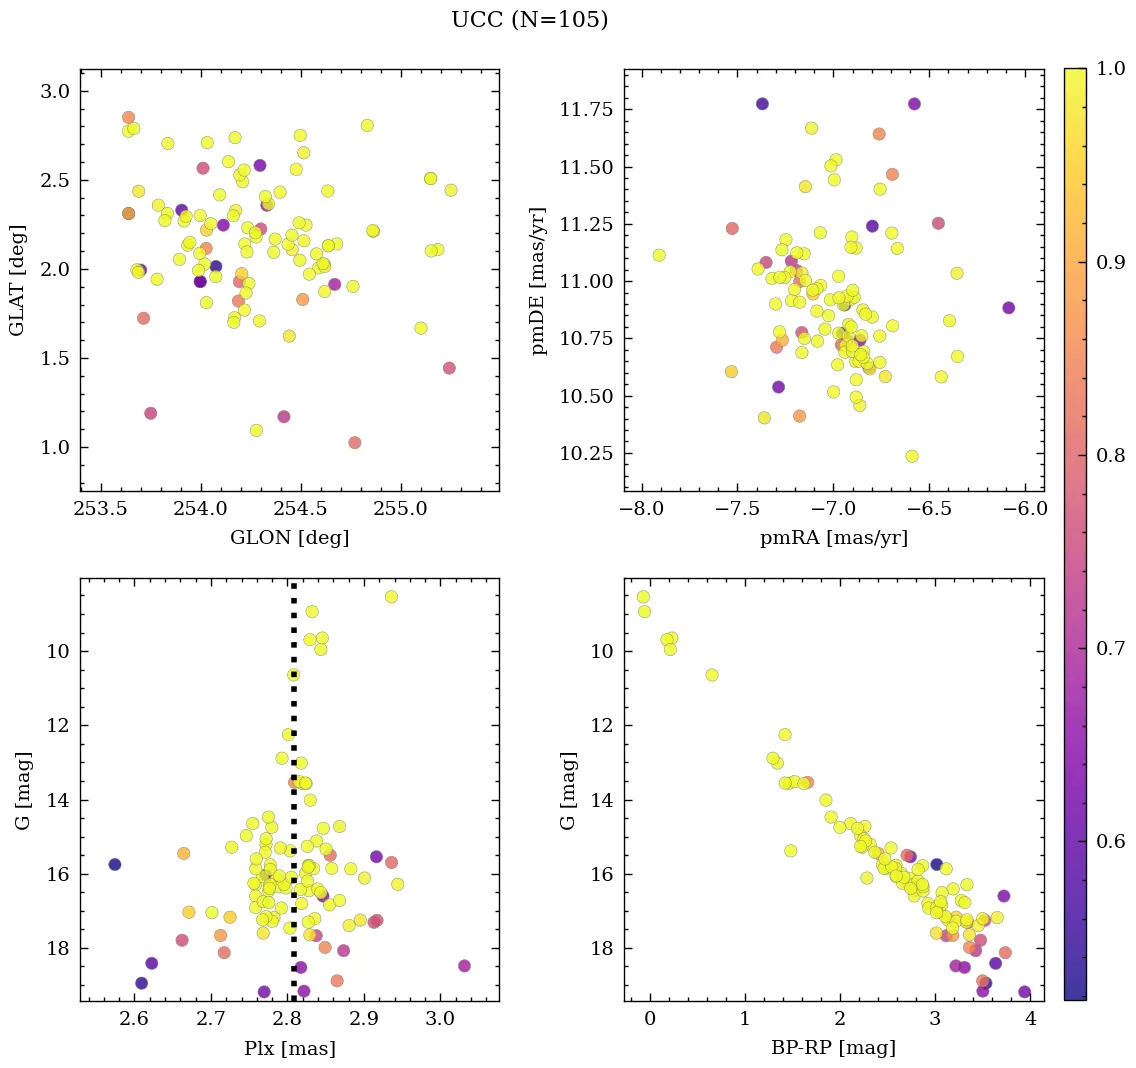 UCC (N=105)
3.0
2.5
2.0
1.5
1.0
GLAT [deg]
253.5 254.0 254.5 255.0
GLON [deg]
11.75
11.50
11.25
11.00
10.75
10.50
10.25
pmDE [mas/yr]
−8.0 −7.5 −7.0 −6.5 −6.0
pmRA [mas/yr]
10
12
14
16
18
G [mag]
2.6 2.7 2.8 2.9 3.0
Plx [mas]
10
12
14
16
18
G [mag]
0 1 2 3 4
BP-RP [mag]
1.0
0.9
0.8
0.7
0.6